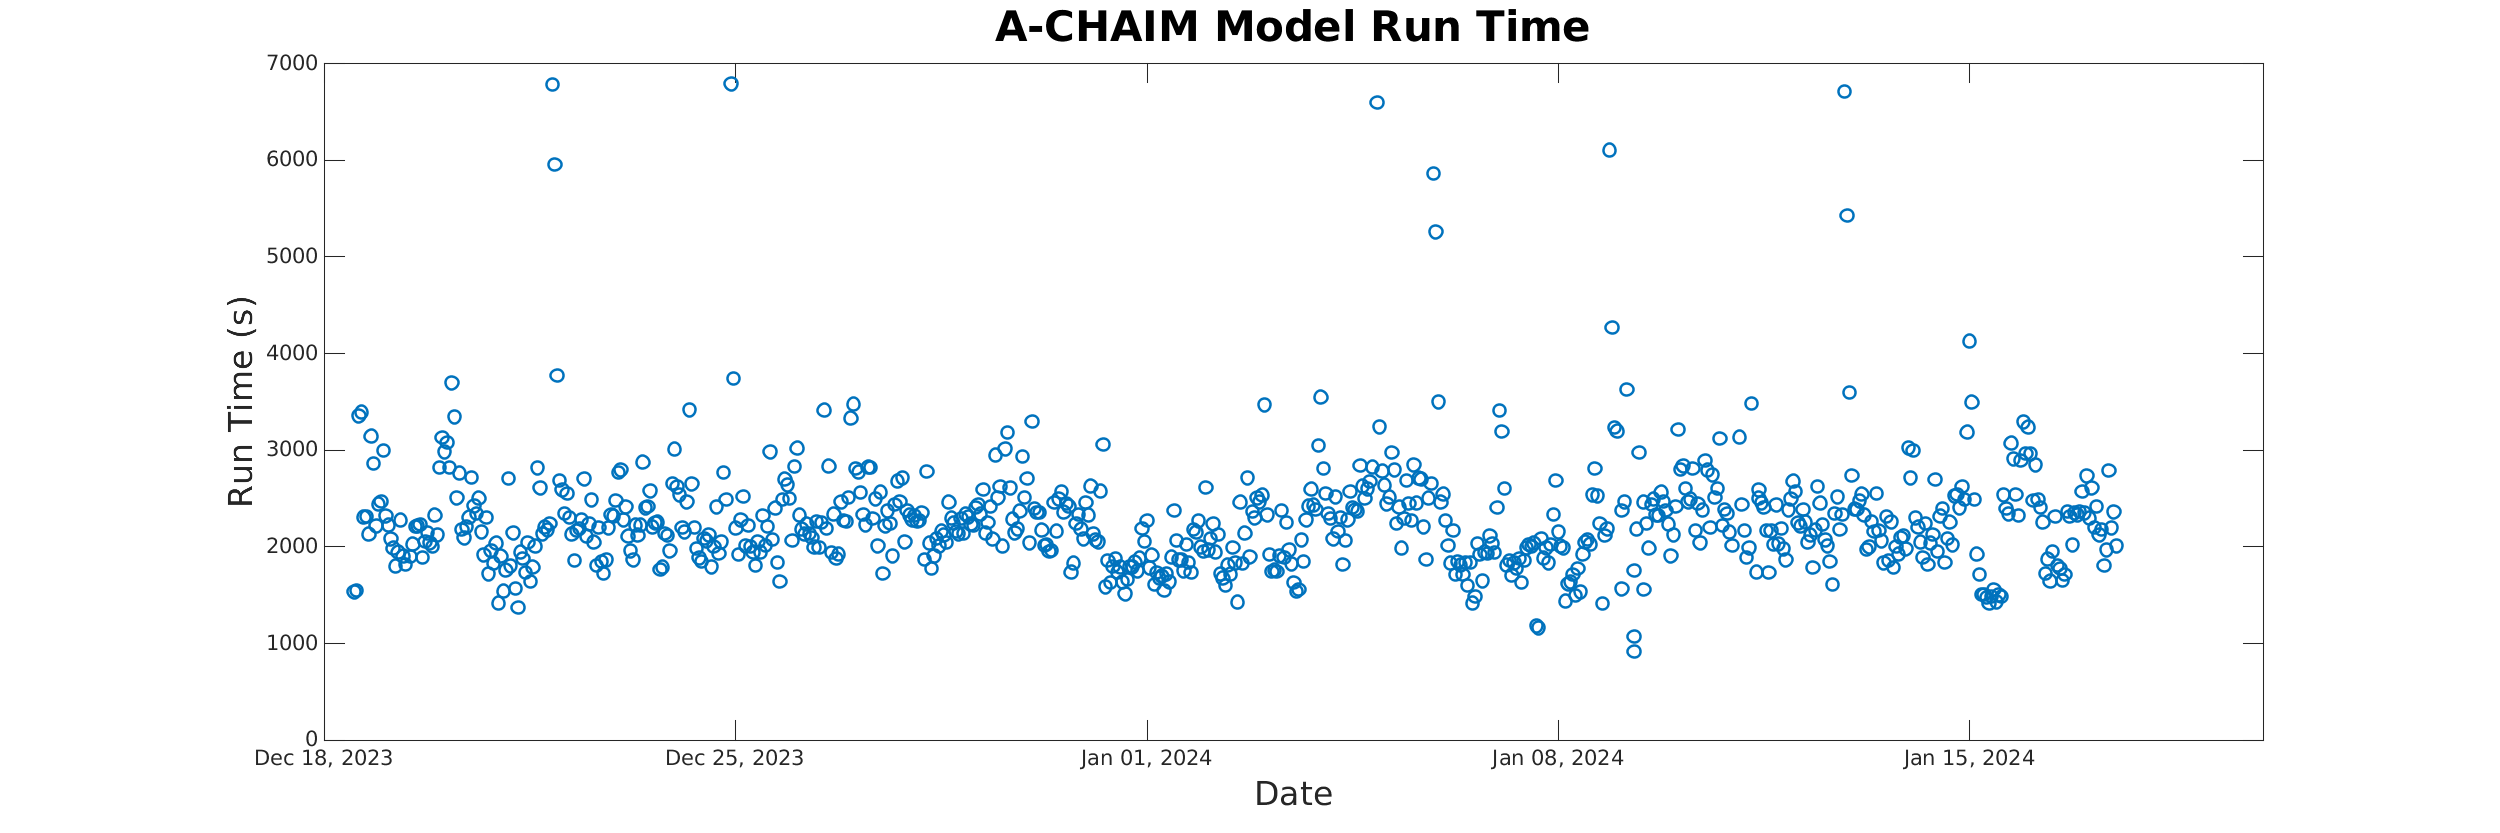 A-CHAIM Model Run Time
7000
6000
5000
4000
3000
2000
1000
0
Run Time (s)
Dec 18, 2023 Dec 25, 2023 Jan 01, 2024 Jan 08, 2024 Jan 15, 2024
Date